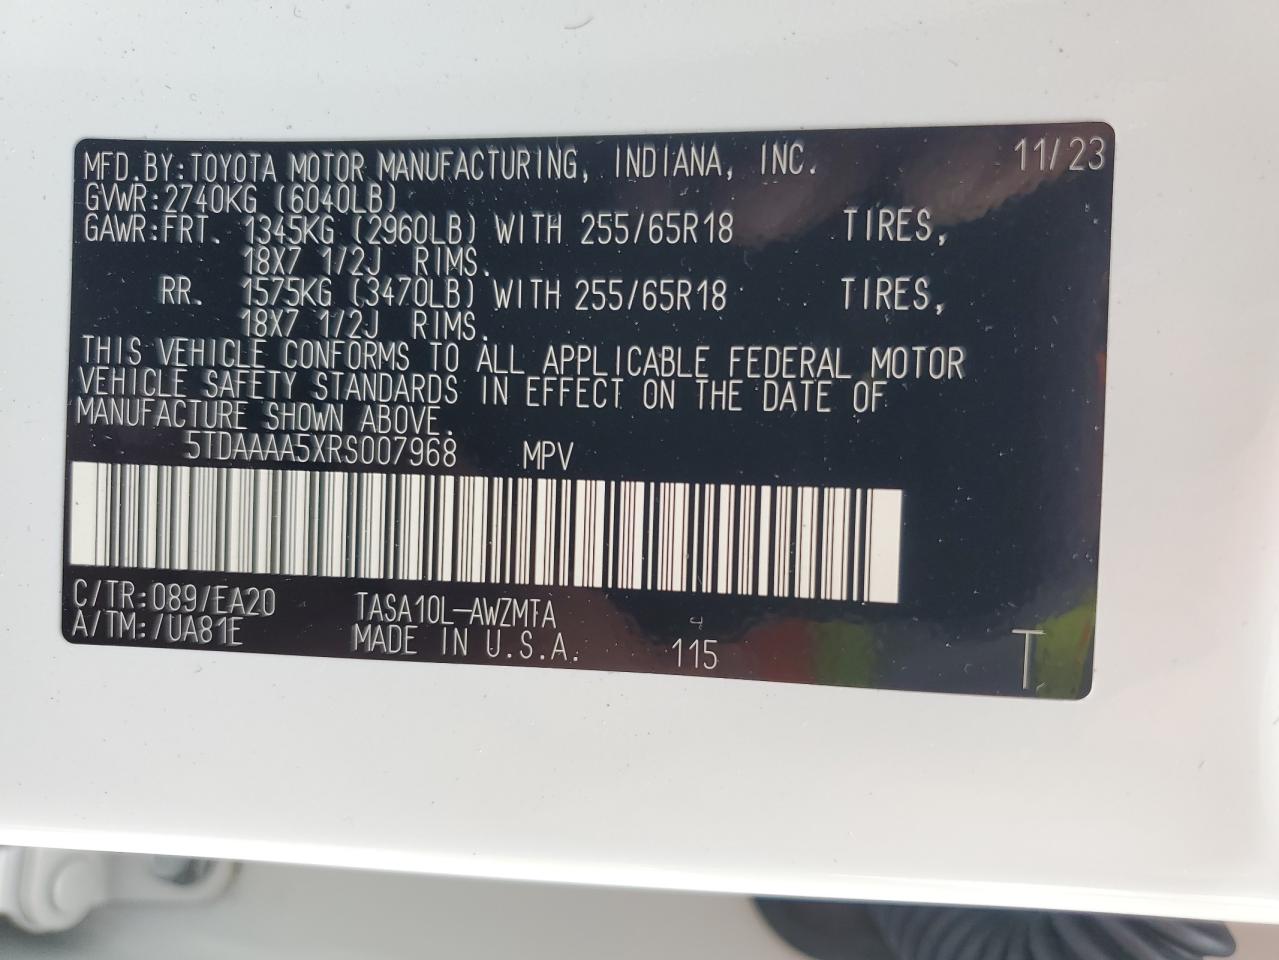 MFD.BY:TOYOTA MOTOR MANUFACTURING, INDIANA, INC. 11/23
GVWR:2740KG (6040LB)
GAWR:FRT. 1345KG (2960LB) WITH 255/65R18 TIRES,
18X7 1/2J RIMS.
RR. 1575KG (3470LB) WITH 255/65R18 TIRES,
18X7 1/2J RIMS.
THIS VEHICLE CONFORMS TO ALL APPLICABLE FEDERAL MOTOR
VEHICLE SAFETY STANDARDS IN EFFECT ON THE DATE OF
MANUFACTURE SHOWN ABOVE.
5TDAAAA5XRS007968 MPV
C/TR:089/EA20 TASA10L-AWZMTA
A/TM:/UA81E MADE IN U.S.A. 115 T